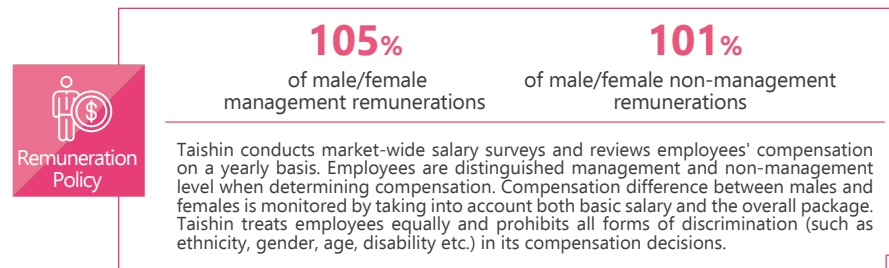 105%
of male/female
management remunerations
101%
of male/female non-management
remunerations
Remuneration
Policy
Taishin conducts market-wide salary surveys and reviews employees' compensation
on a yearly basis. Employees are distinguished management and non-management
level when determining compensation. Compensation difference between males and
females is monitored by taking into account both basic salary and the overall package.
Taishin treats employees equally and prohibits all forms of discrimination (such as
ethnicity, gender, age, disability etc.) in its compensation decisions.